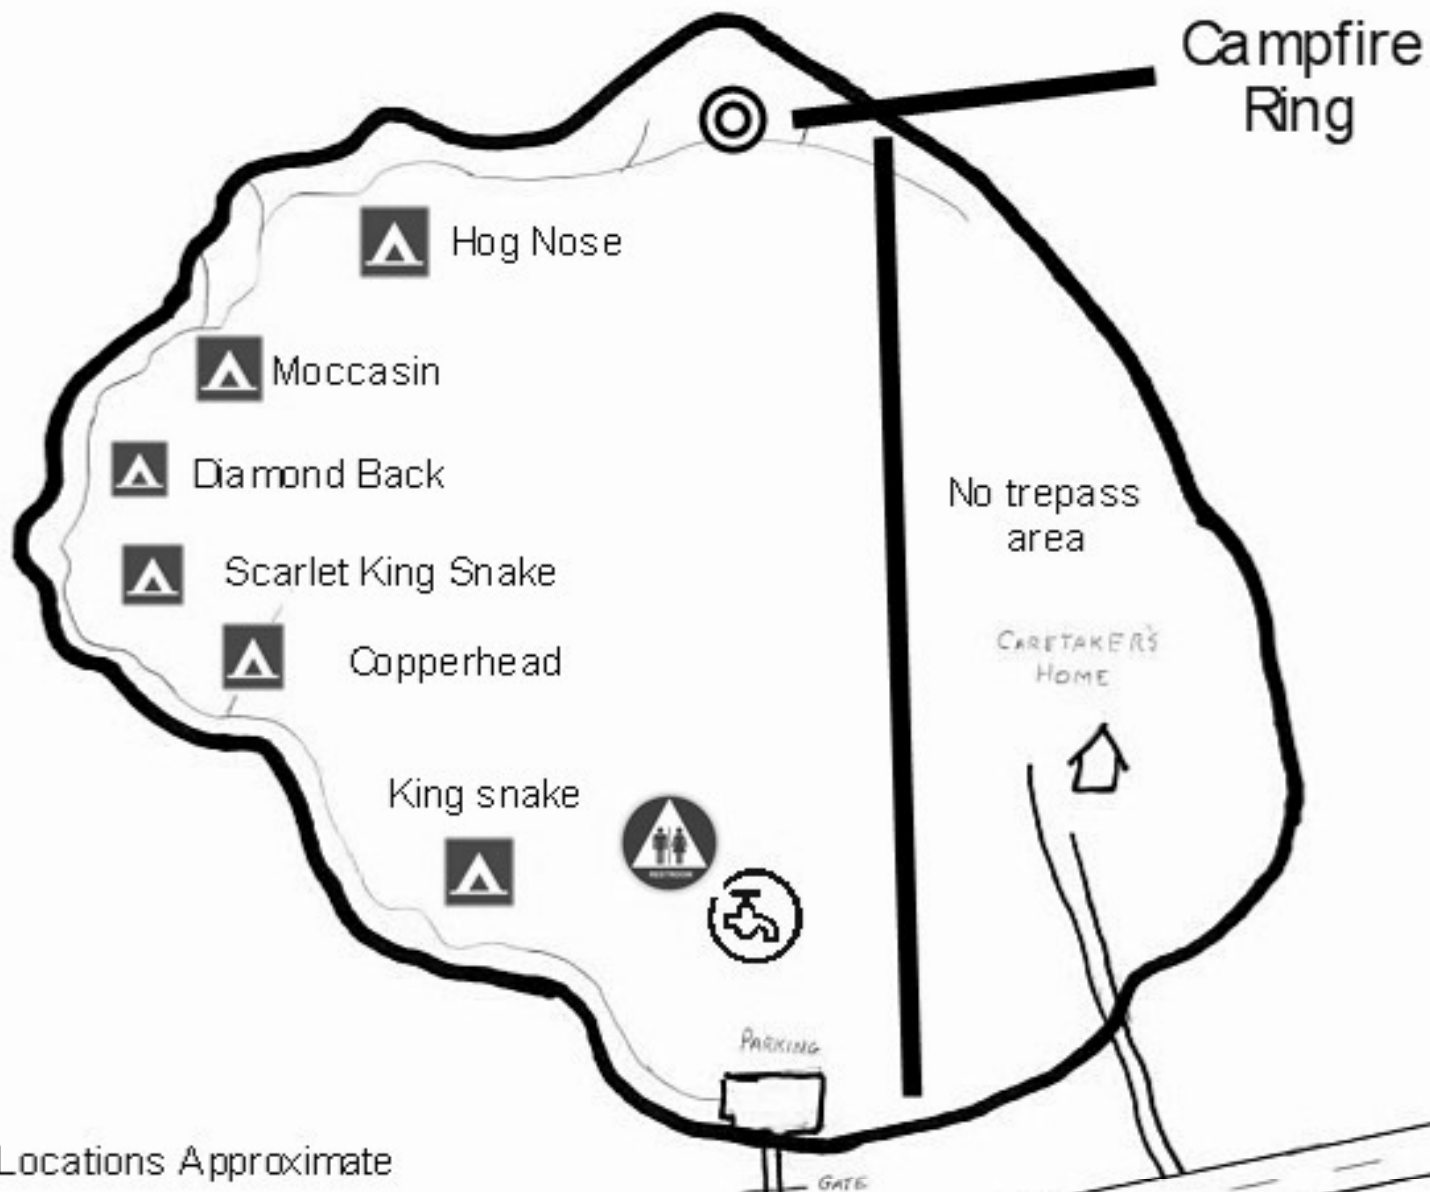 Campfire
Ring
Hog Nose
Moccasin
Diamond Back
No trepass
area
Scarlet King Snake
CARETAKER'S
HOME
Copperhead
King snake
RESTROOM
PARKING
Locations Approximate
GATE